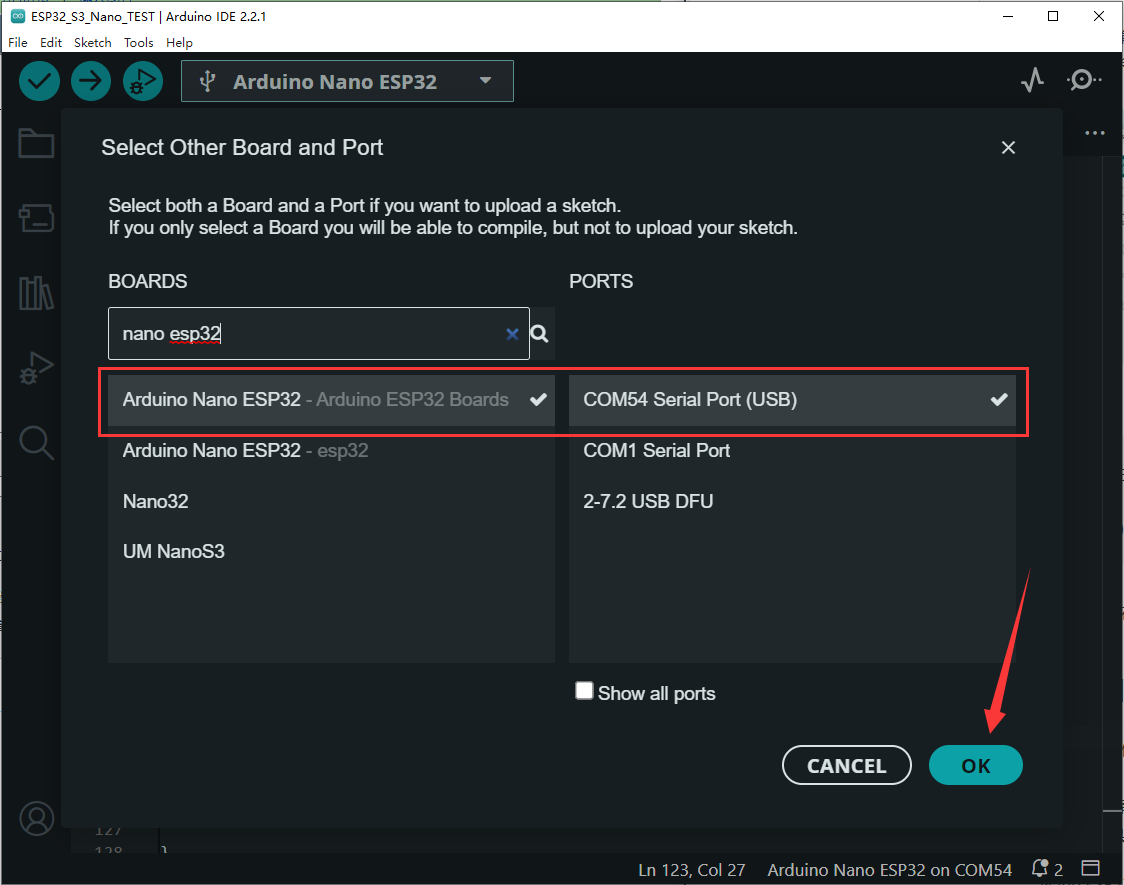 ESP32_S3_Nano_TEST | Arduino IDE 2.2.1
File Edit Sketch Tools Help
Arduino Nano ESP32
Select Other Board and Port
Select both a Board and a Port if you want to upload a sketch.
If you only select a Board you will be able to compile, but not to upload your sketch.
BOARDS PORTS
nano esp32
Arduino Nano ESP32 - Arduino ESP32 Boards COM54 Serial Port (USB)
Arduino Nano ESP32 - esp32 COM1 Serial Port
Nano32 2-7.2 USB DFU
UM NanoS3
Show all ports
CANCEL OK
127
128 }
Ln 123, Col 27 Arduino Nano ESP32 on COM54 2